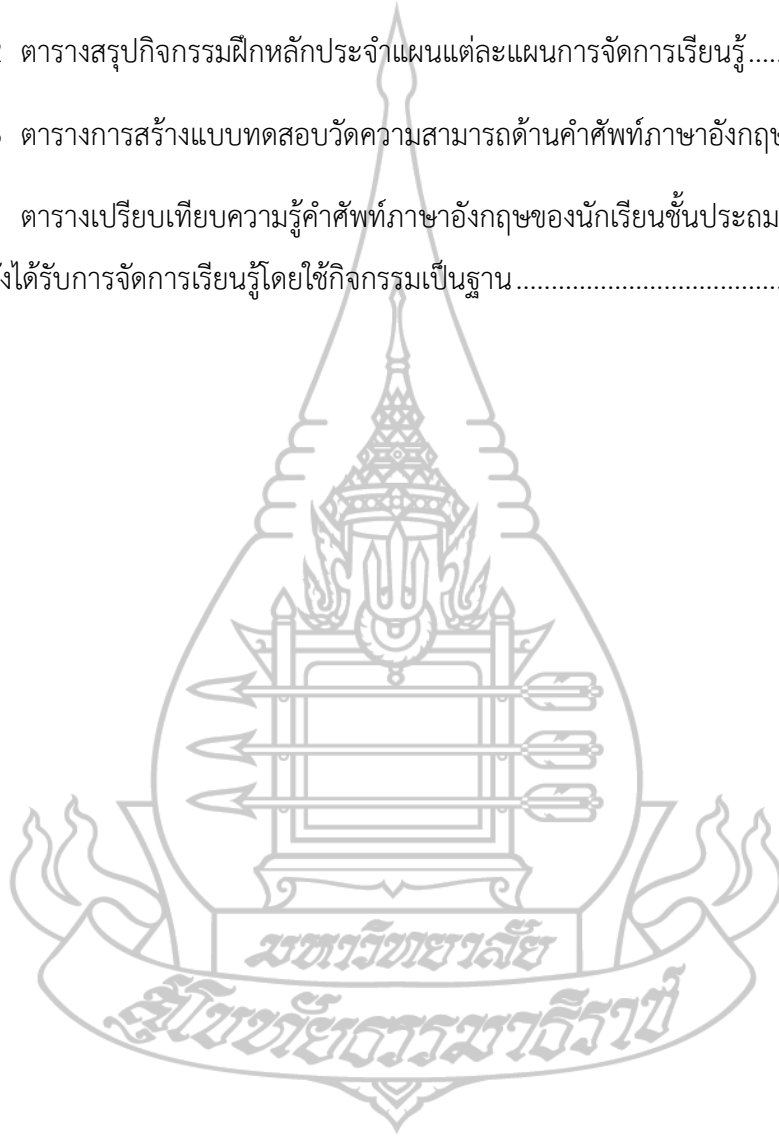 ตารางสรุปกิจกรรมฝึกหลักประจำแผนแต่ละแผนการจัดการเรียนรู้.....
ตารางการสร้างแบบทดสอบวัดความสามารถด้านคำศัพท์ภาษาอังกฤษ
ตารางเปรียบเทียบความรู้คำศัพท์ภาษาอังกฤษของนักเรียนชั้นประถม
ได้รับการจัดการเรียนรู้โดยใช้กิจกรรมเป็นฐาน......................................
มหาวิทยาลัย
สุโขทัยธรรมาธิราช